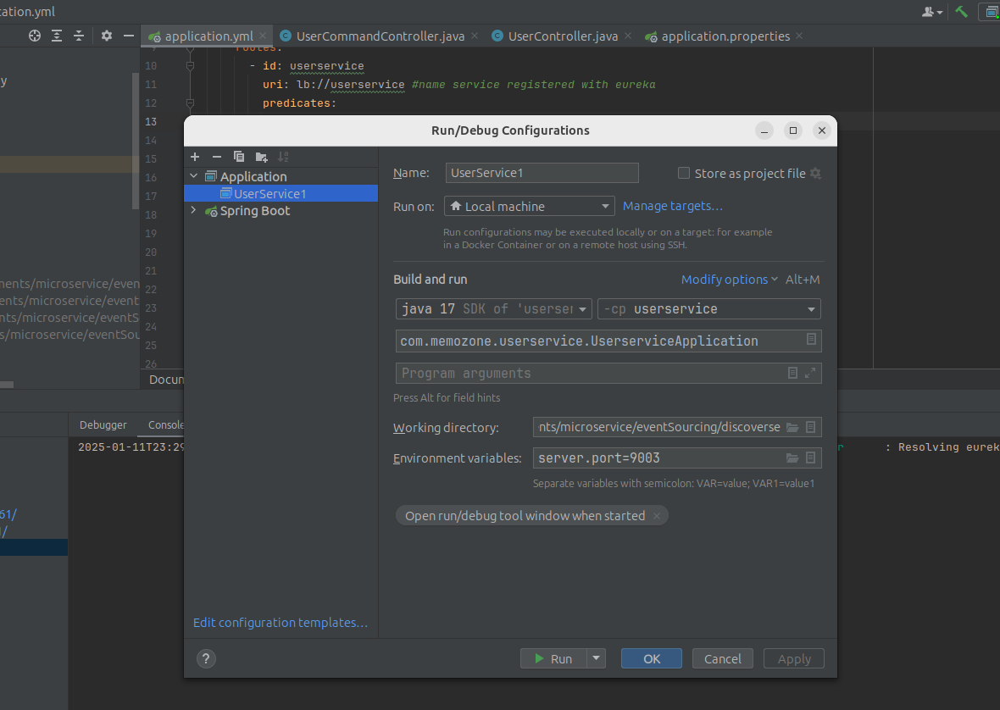 cation.yml
application.yml
UserCommandController.java
UserController.java
application.properties
y
9
routes:
10
- id: userservice
11
uri: lb://userservice #name service registered with eureka
12
predicates:
13
14
15
16
17
18
19
20
21
22
23
24
25
26
nents/microservice/even
ents/microservice/event
nts/microservice/eventS
s/microservice/eventSou
Docun
Run/Debug Configurations
Application
UserService1
Spring Boot
Edit configuration templates...
Name:
UserService1
Store as project file
Run on:
Local machine
Manage targets...
Run configurations may be executed locally or on a target: for example
in a Docker Container or on a remote host using SSH.
Build and run
Modify options
Alt+M
java 17 SDK of 'userser
-cp userservice
com.memozone.userservice.UserserviceApplication
Program arguments
Press Alt for field hints
Working directory:
nts/microservice/eventSourcing/discoverse
Environment variables:
server.port=9003
Separate variables with semicolon: VAR=value; VAR1=value1
Open run/debug tool window when started
?
Run
OK
Cancel
Apply
Debugger
Console
2025-01-11T23:29
r : Resolving eurek
61/
/